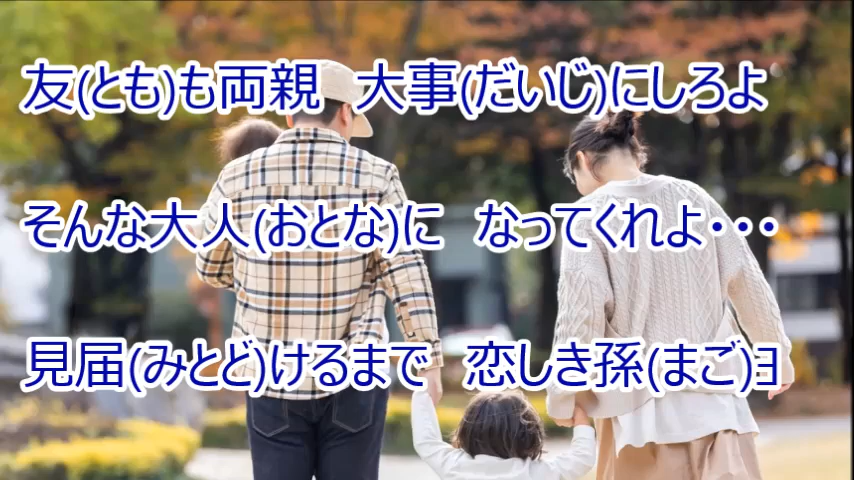 友(とも)も両親　大事(だいじ)にしろよ
そんな大人(おとな)に　なってくれよ・・・
見届(みとど)けるまで　恋しき孫(まご)ﾖ